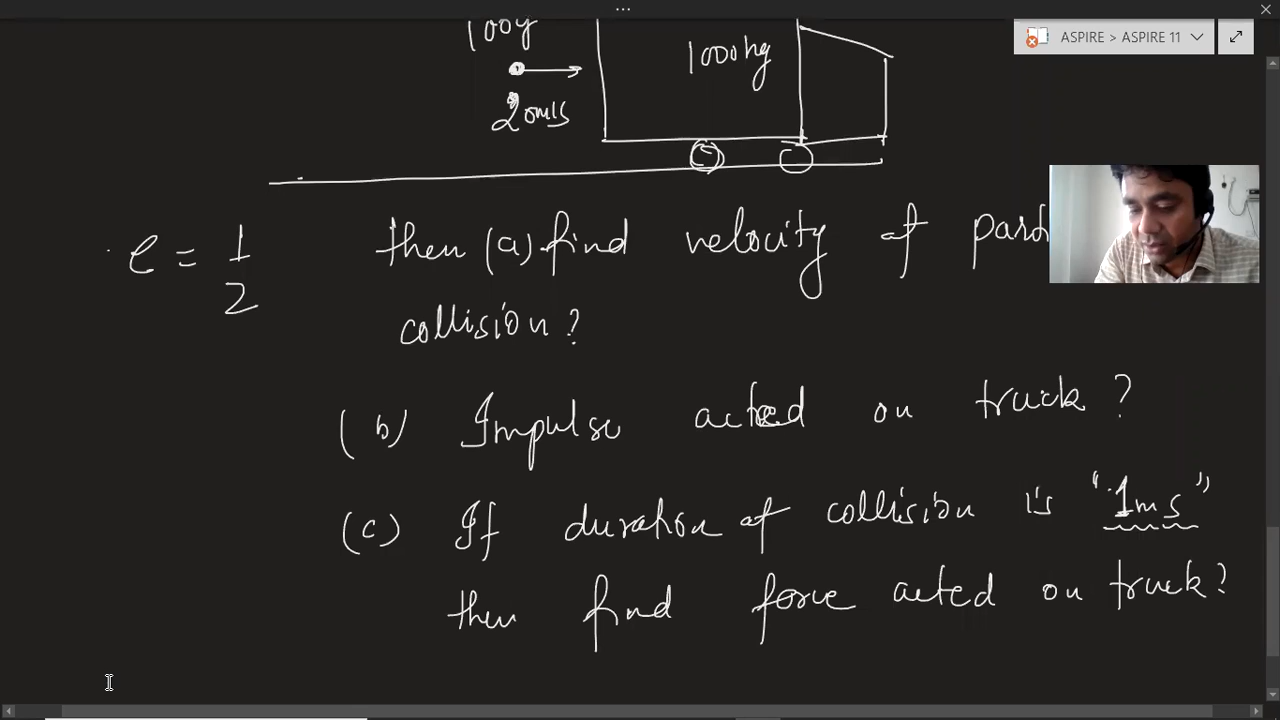 ASPIRE > ASPIRE 11
100g
1000kg
20m/s
e = 1/2 then (a) find velocity of
collision?
(b) Impulse acted on truck?
(c) If duration of collision is "1ms"
then find force acted on truck?